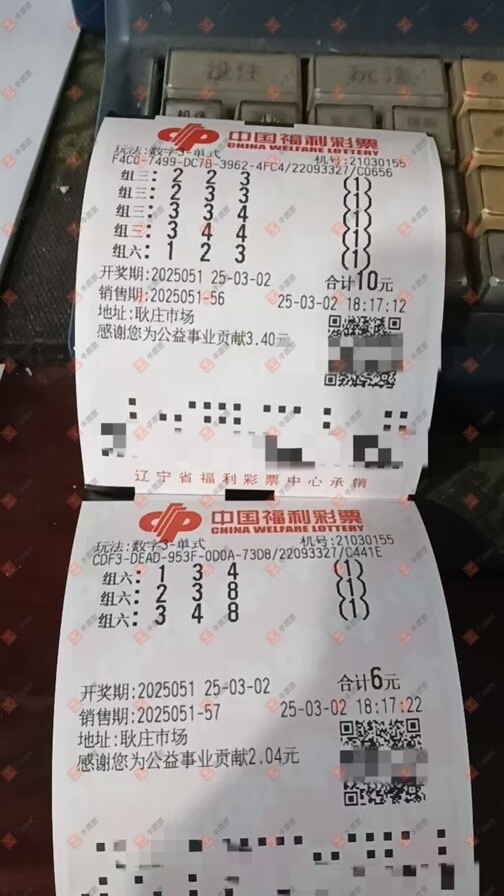 中国福利彩票
CHINA WELFARE LOTTERY
玩法:数字3-单式 机号:21030155
F4C0-7499-DC7B-3962-4FC4/22093327/C0656
组三: 2 2 3 (1)
组三: 2 3 3 (1)
组三: 3 3 4 (1)
组三: 3 4 4 (1)
组六: 1 2 3 (1)
开奖期:2025051 25-03-02 合计10元
销售期:2025051-56 25-03-02 18:17:12
地址:耿庄市场
感谢您为公益事业贡献3.40元
辽宁省福利彩票中心承销
中国福利彩票
CHINA WELFARE LOTTERY
玩法:数字3-单式 机号:21030155
CDF3-DEAD-953F-0D0A-73D8/22093327/C441E
组六: 1 3 4 (1)
组六: 2 3 8 (1)
组六: 3 4 8 (1)
开奖期:2025051 25-03-02 合计6元
销售期:2025051-57 25-03-02 18:17:22
地址:耿庄市场
感谢您为公益事业贡献2.04元